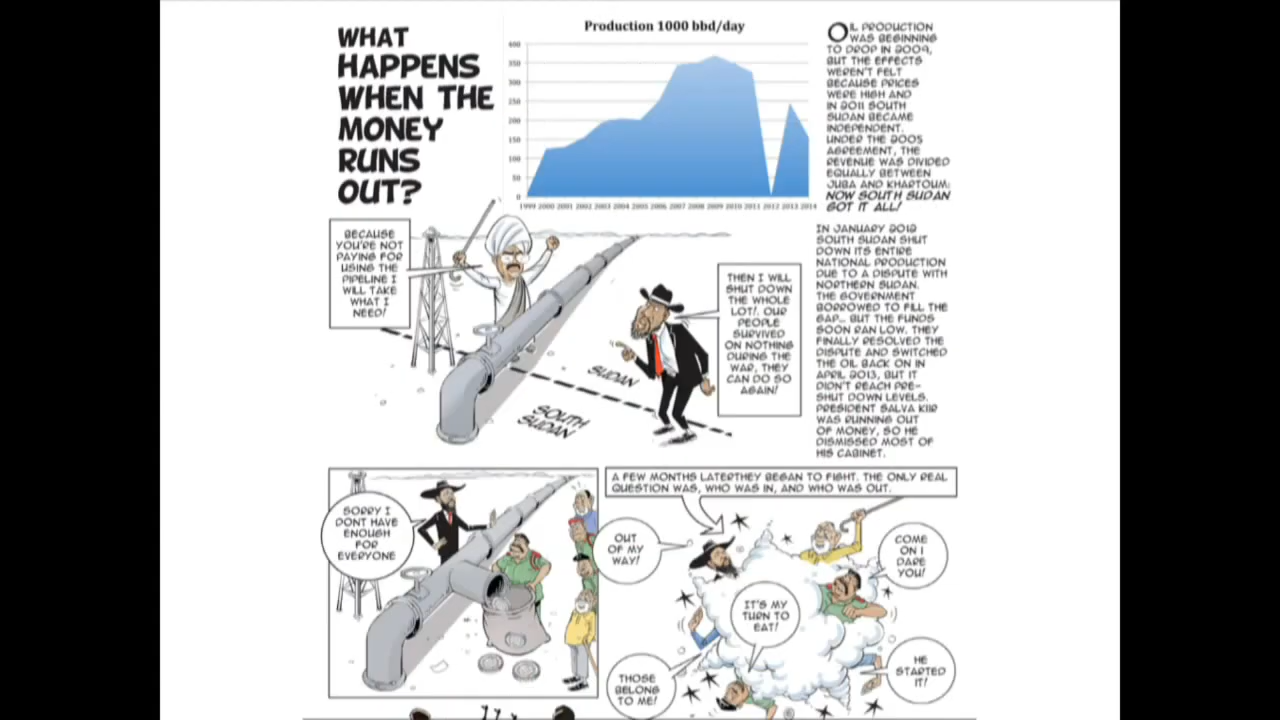 WHAT
HAPPENS
WHEN THE
MONEY
RUNS
OUT?
Production 1000 bbd/day
400
350
300
250
200
150
100
50
0
1999 2000 2001 2002 2003 2004 2005 2006 2007 2008 2009 2010 2011 2012 2013 2014
OIL PRODUCTION
WAS BEGINNING
TO DROP IN 2009,
BUT THE EFFECTS
WEREN'T FELT
BECAUSE PRICES
WERE HIGH AND
IN 2011 SOUTH
SUDAN BECAME
INDEPENDENT.
UNDER THE 2005
AGREEMENT, THE
REVENUE WAS DIVIDED
EQUALLY BETWEEN
JUBA AND KHARTOUM:
NOW SOUTH SUDAN
GOT IT ALL!
IN JANUARY 2012
SOUTH SUDAN SHUT
DOWN ITS ENTIRE
NATIONAL PRODUCTION
DUE TO A DISPUTE WITH
NORTHERN SUDAN.
THE GOVERNMENT
BORROWED TO FILL THE
GAP... BUT THE FUNDS
SOON RAN LOW. THEY
FINALLY RESOLVED THE
DISPUTE AND SWITCHED
THE OIL BACK ON IN
APRIL 2013, BUT IT
DIDN'T REACH PRE-
SHUT DOWN LEVELS.
PRESIDENT SALVA KIIR
WAS RUNNING OUT
OF MONEY, SO HE
DISMISSED MOST OF
HIS CABINET.
BECAUSE
YOU'RE NOT
PAYING FOR
USING THE
PIPELINE I
WILL TAKE
WHAT I
NEED!
THEN I WILL
SHUT DOWN
THE WHOLE
LOT!. OUR
PEOPLE
SURVIVED
ON NOTHING
DURING THE
WAR, THEY
CAN DO SO
AGAIN!
SUDAN
SOUTH
SUDAN
SORRY I
DONT HAVE
ENOUGH
FOR
EVERYONE
A FEW MONTHS LATERTHEY BEGAN TO FIGHT. THE ONLY REAL
QUESTION WAS, WHO WAS IN, AND WHO WAS OUT.
OUT
OF MY
WAY!
COME
ON I
DARE
YOU!
IT'S MY
TURN TO
EAT!
THOSE
BELONG
TO ME!
HE
STARTED
IT!